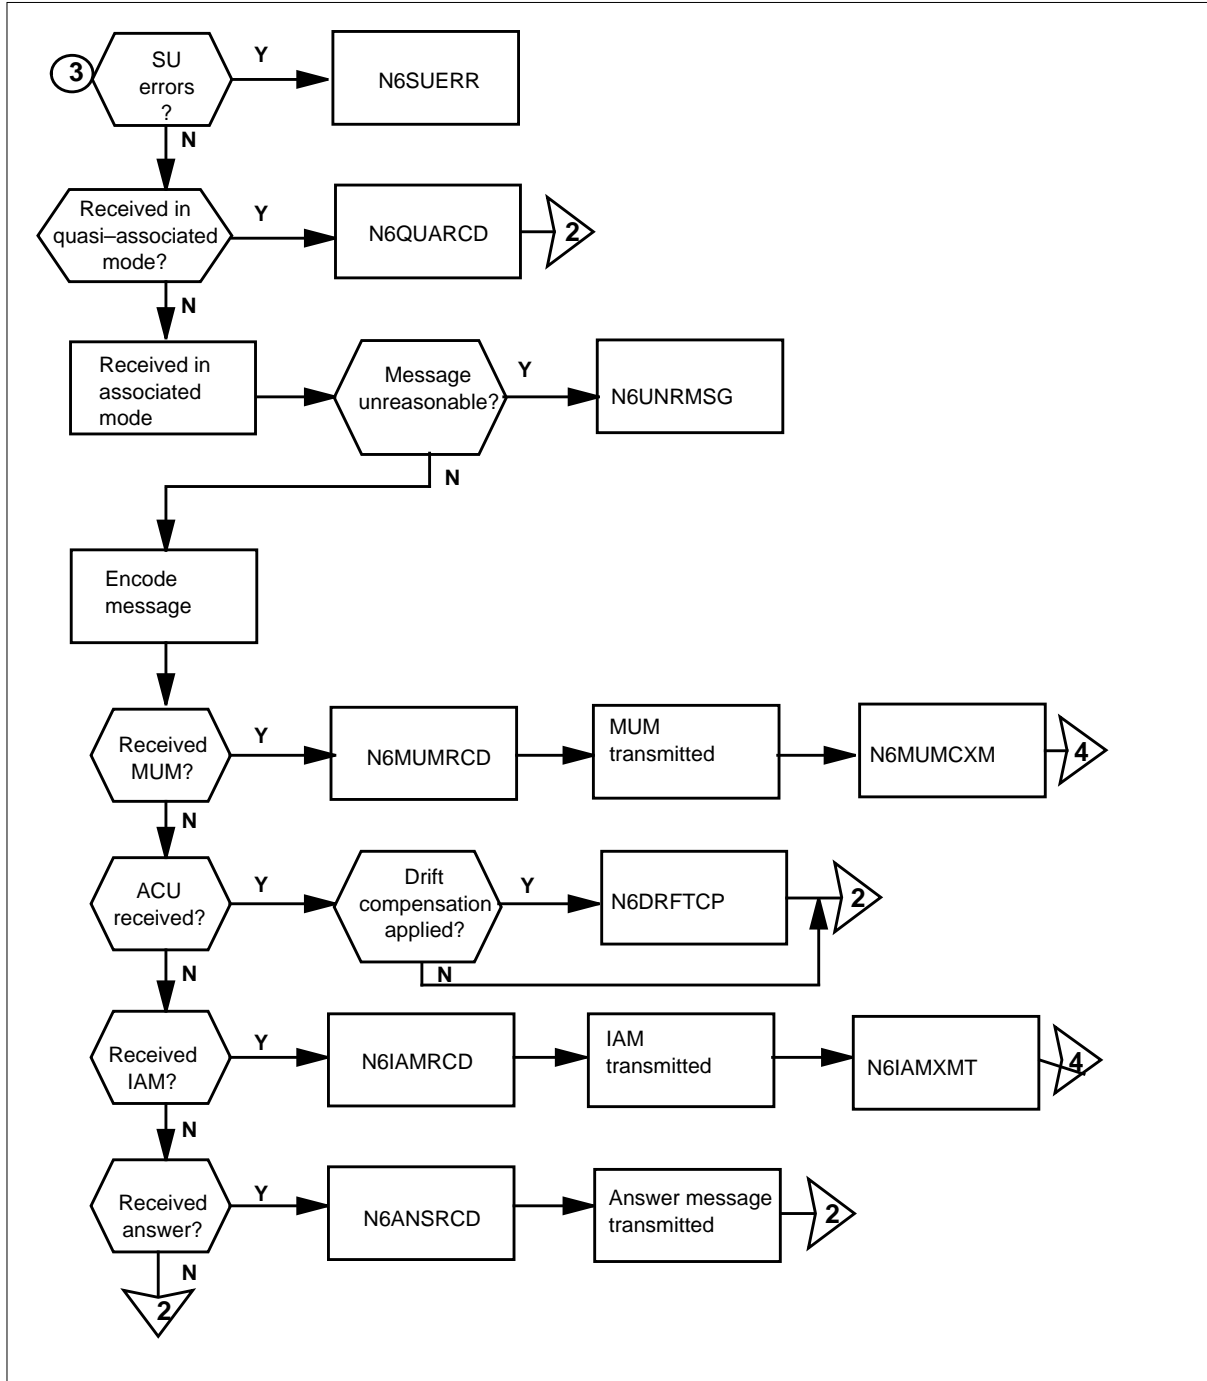 3
SU
errors
?
Y
N6SUERR
N
Received in
quasi–associated
mode?
Y
N6QUARCD
2
N
Received in
associated
mode
Message
unreasonable?
Y
N6UNRMSG
N
Encode
message
Received
MUM?
Y
N6MUMRCD
MUM
transmitted
N6MUMCXM
4
N
ACU
received?
Y
Drift
compensation
applied?
Y
N6DRFTCP
2
N
N
Received
IAM?
Y
N6IAMRCD
IAM
transmitted
N6IAMXMT
4
N
Received
answer?
Y
N6ANSRCD
Answer message
transmitted
2
N
2